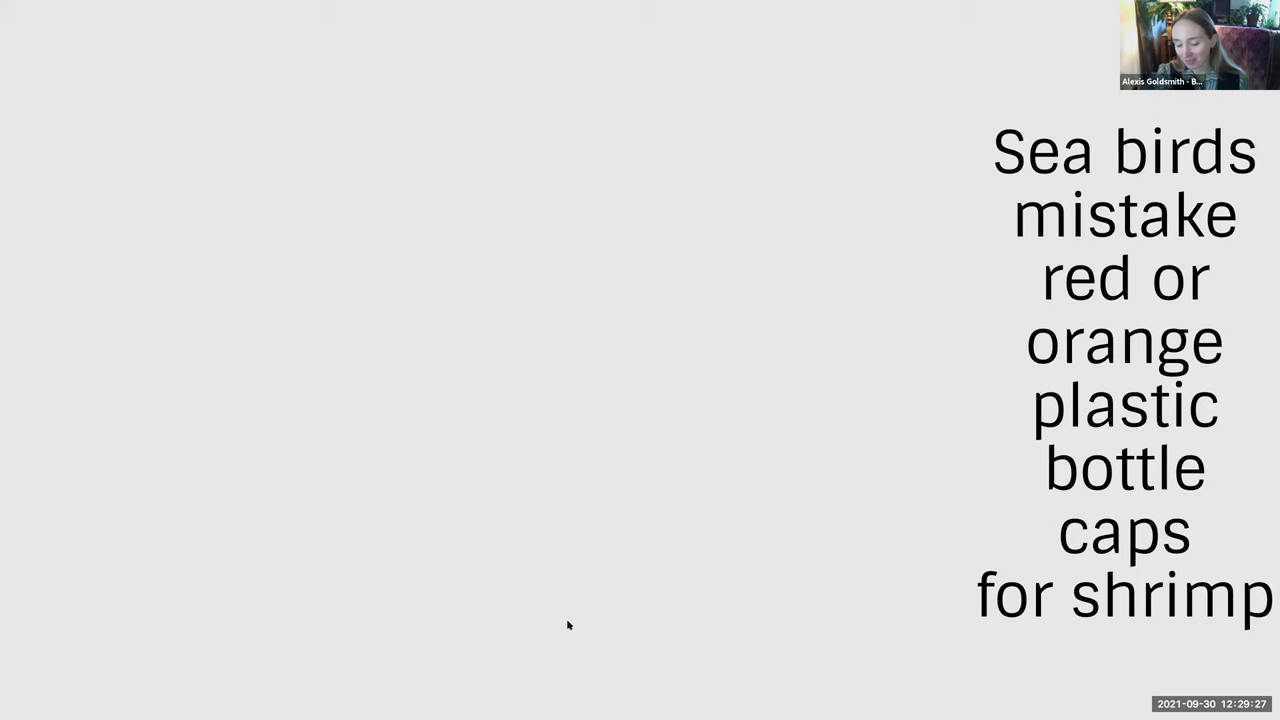 Alexis Goldsmith - B...
Sea birds
mistake
red or
orange
plastic
bottle
caps
for shrimp
2021-09-30 12:29:27